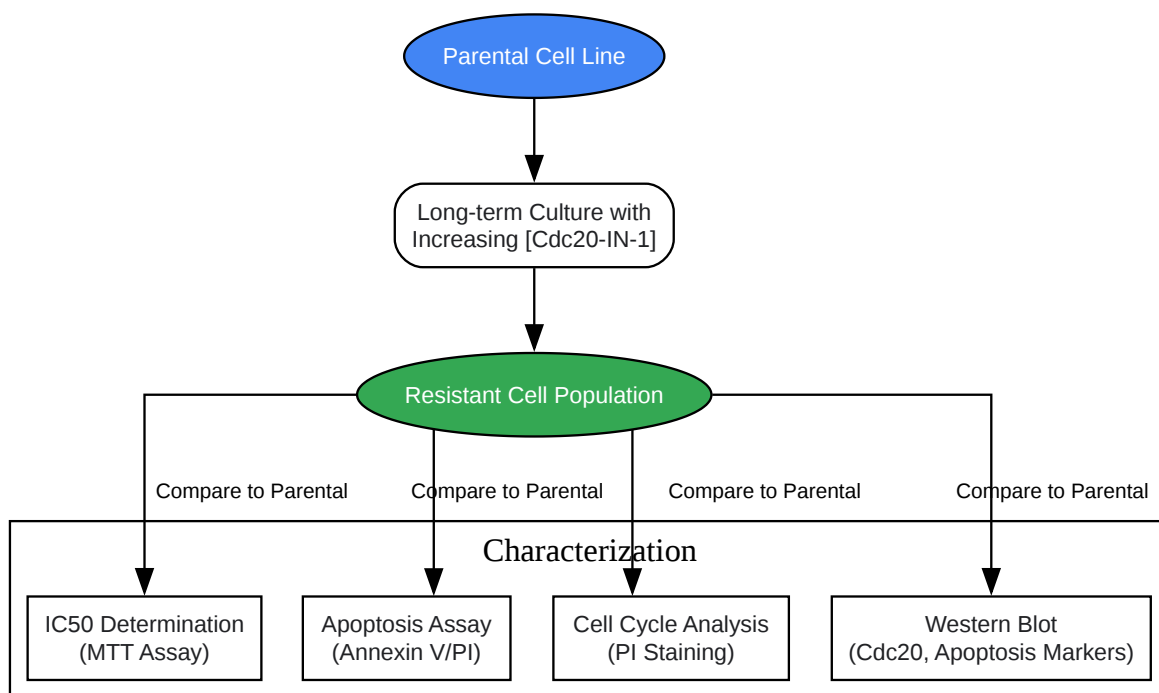 Parental Cell Line
Long-term Culture with
Increasing [Cdc20-IN-1]
Resistant Cell Population
Compare to Parental
Compare to Parental
Compare to Parental
Compare to Parental
Characterization
IC50 Determination
(MTT Assay)
Apoptosis Assay
(Annexin V/PI)
Cell Cycle Analysis
(PI Staining)
Western Blot
(Cdc20, Apoptosis Markers)